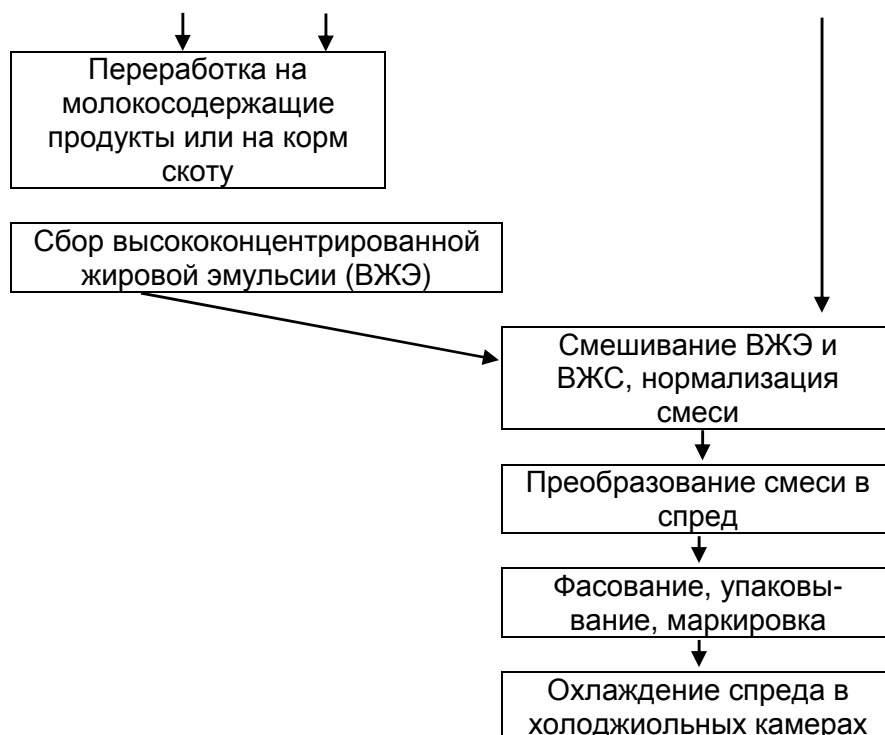 Переработка на
молокосодержащие
продукты или на корм
скоту
Сбор высококонцентрированной
жировой эмульсии (ВЖЭ)
Смешивание ВЖЭ и
ВЖС, нормализация
смеси
Преобразование смеси в
спред
Фасование, упаковы-
вание, маркировка
Охлаждение спреда в
холоджиольных камерах